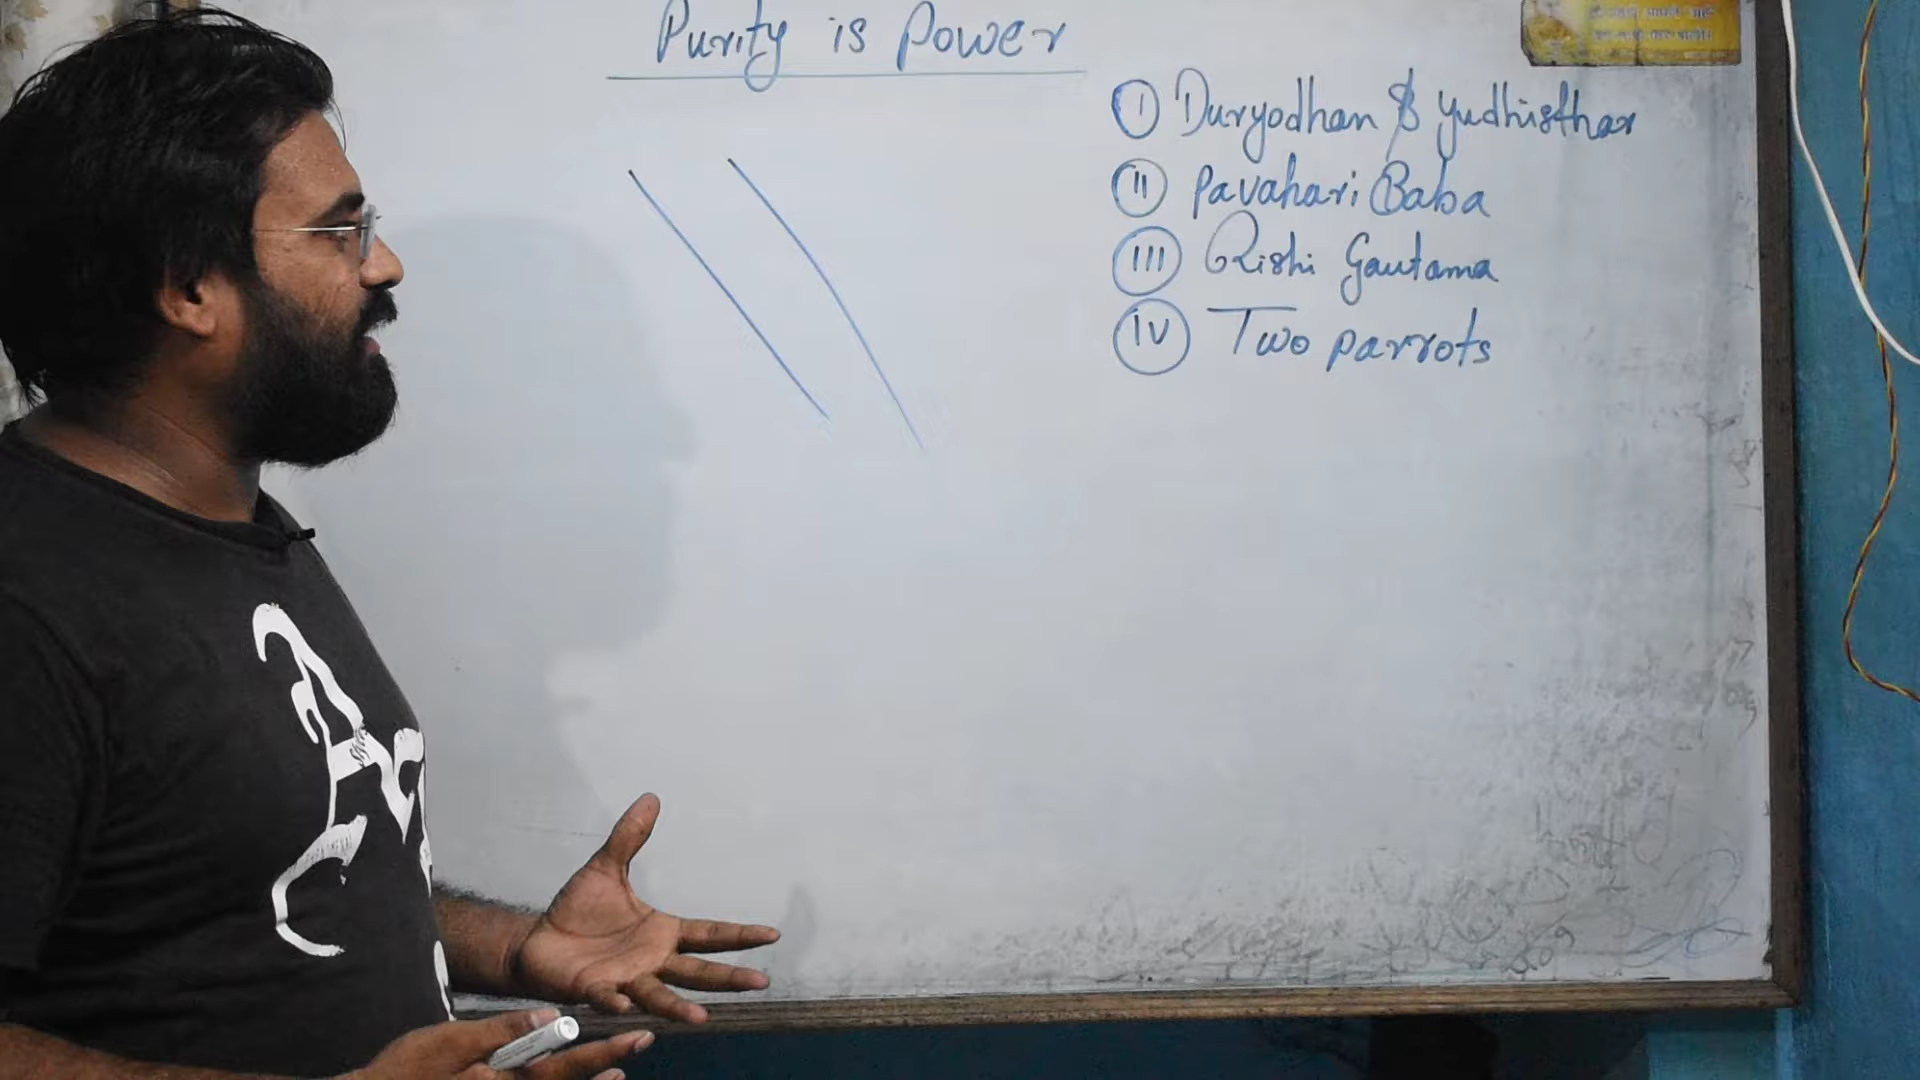 Purity is Power
I Duryodhan & Yudhisthar
II Pavahari Baba
III Rishi Gautama
IV Two parrots